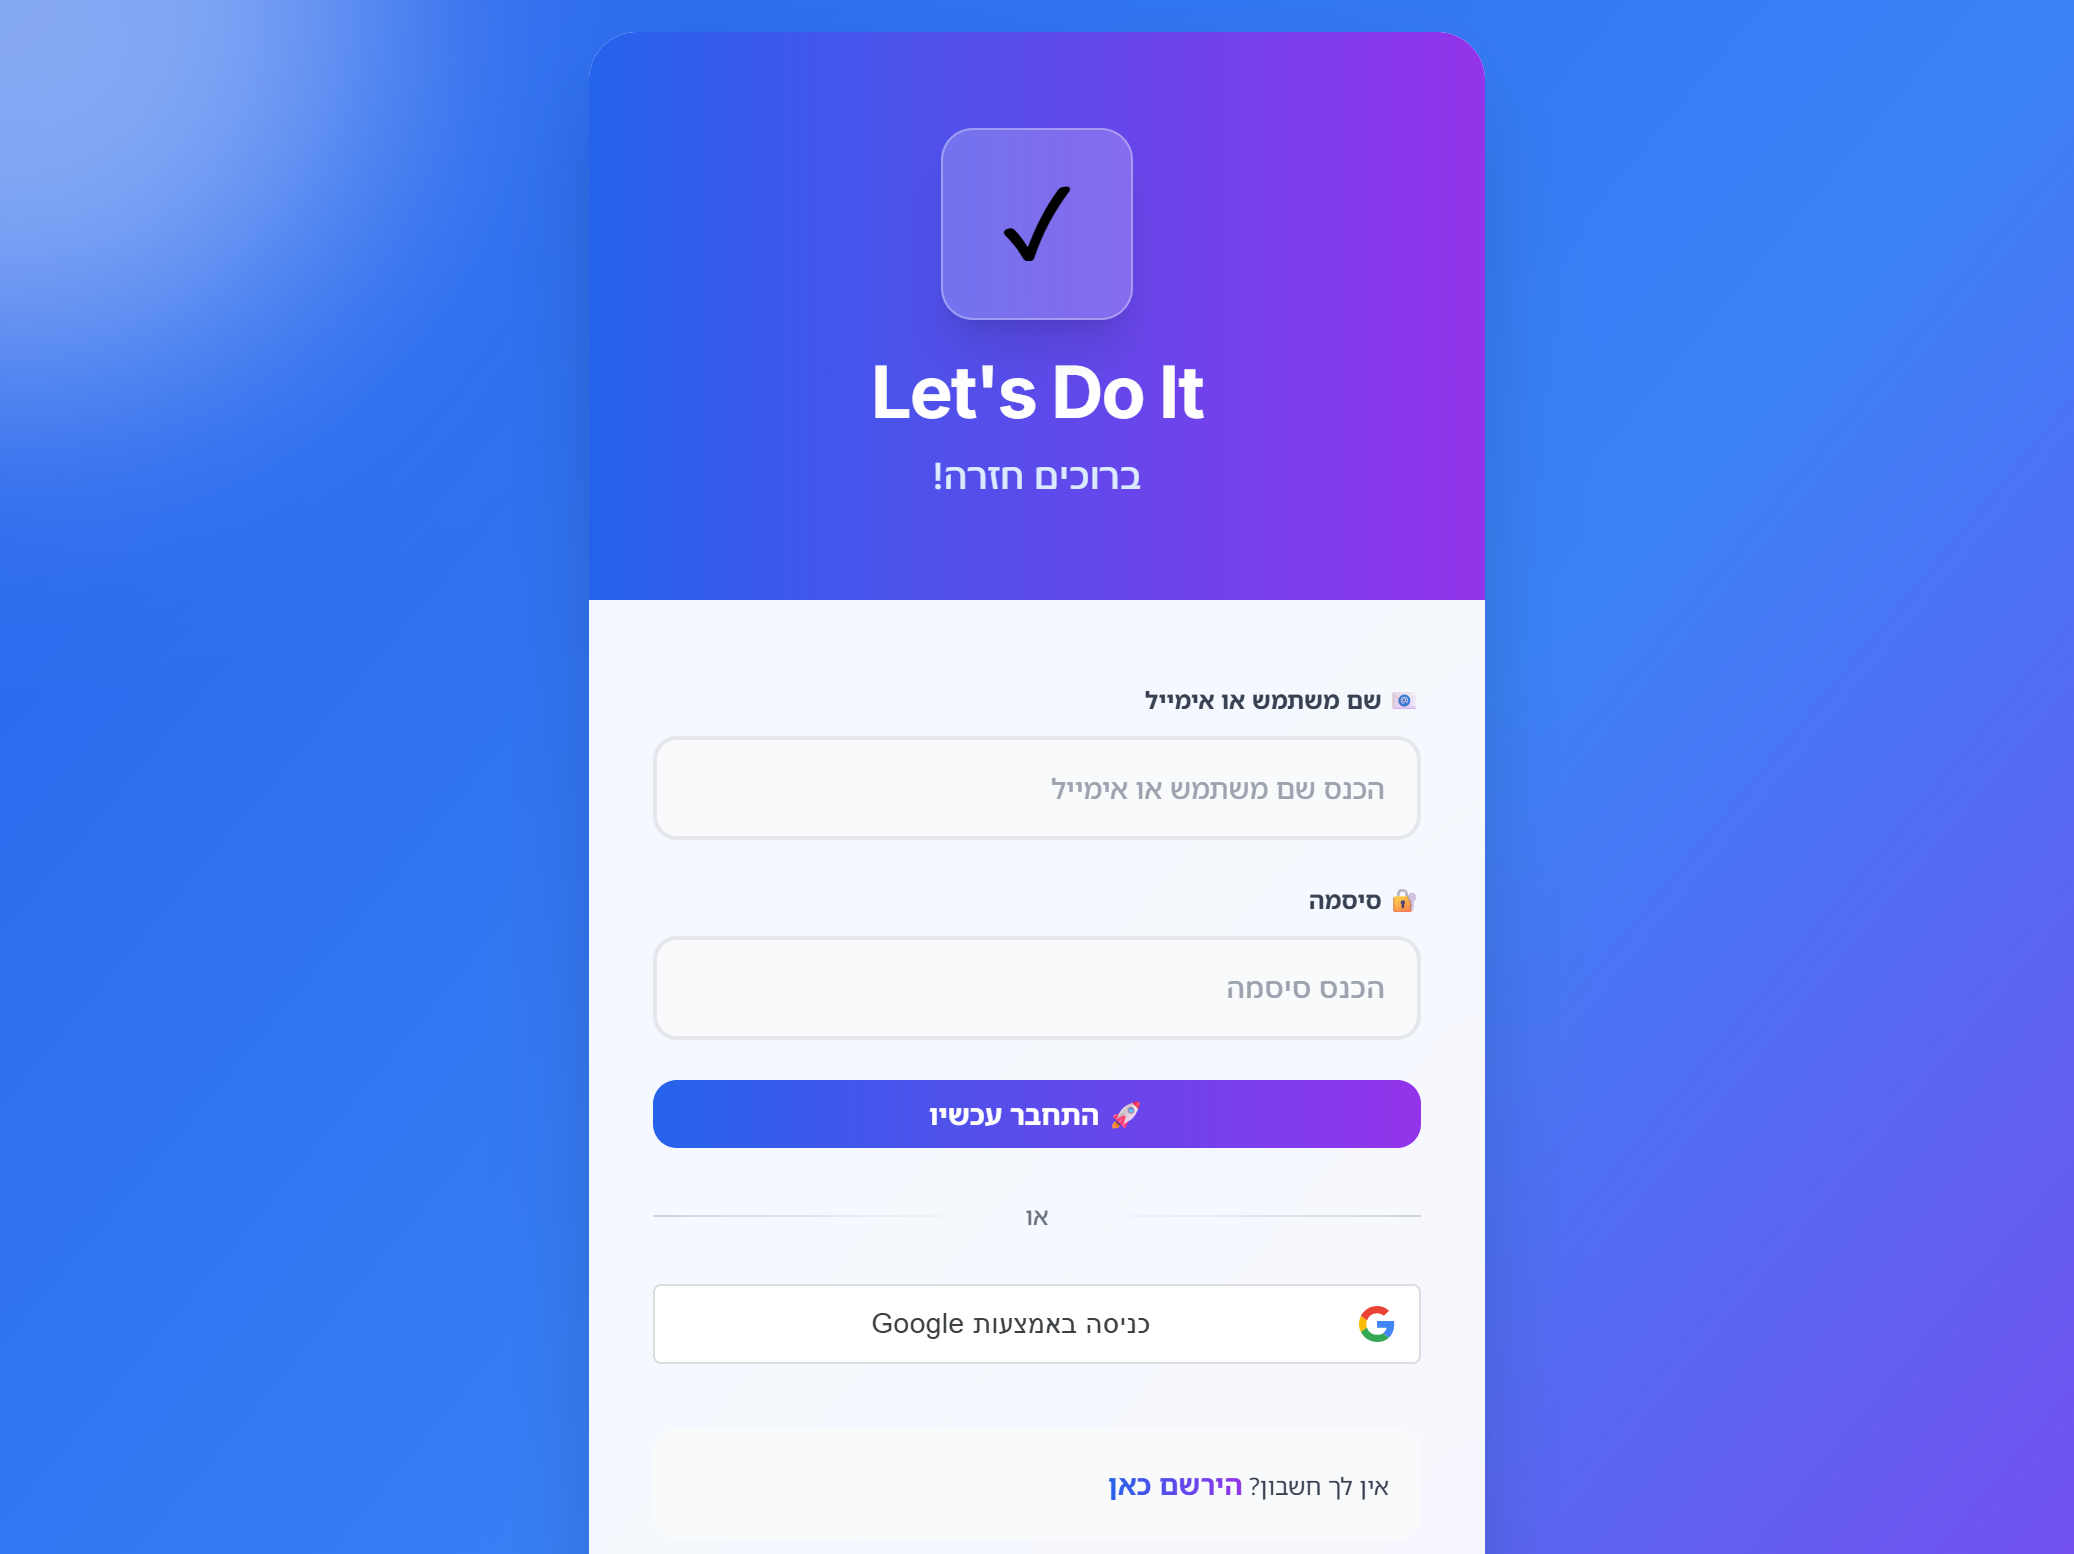 Let's Do It
ברוכים חזרה!
📧 שם משתמש או אימייל
הכנס שם משתמש או אימייל
🔐 סיסמה
הכנס סיסמה
🚀 התחבר עכשיו
או
כניסה באמצעות Google
אין לך חשבון? הירשם כאן